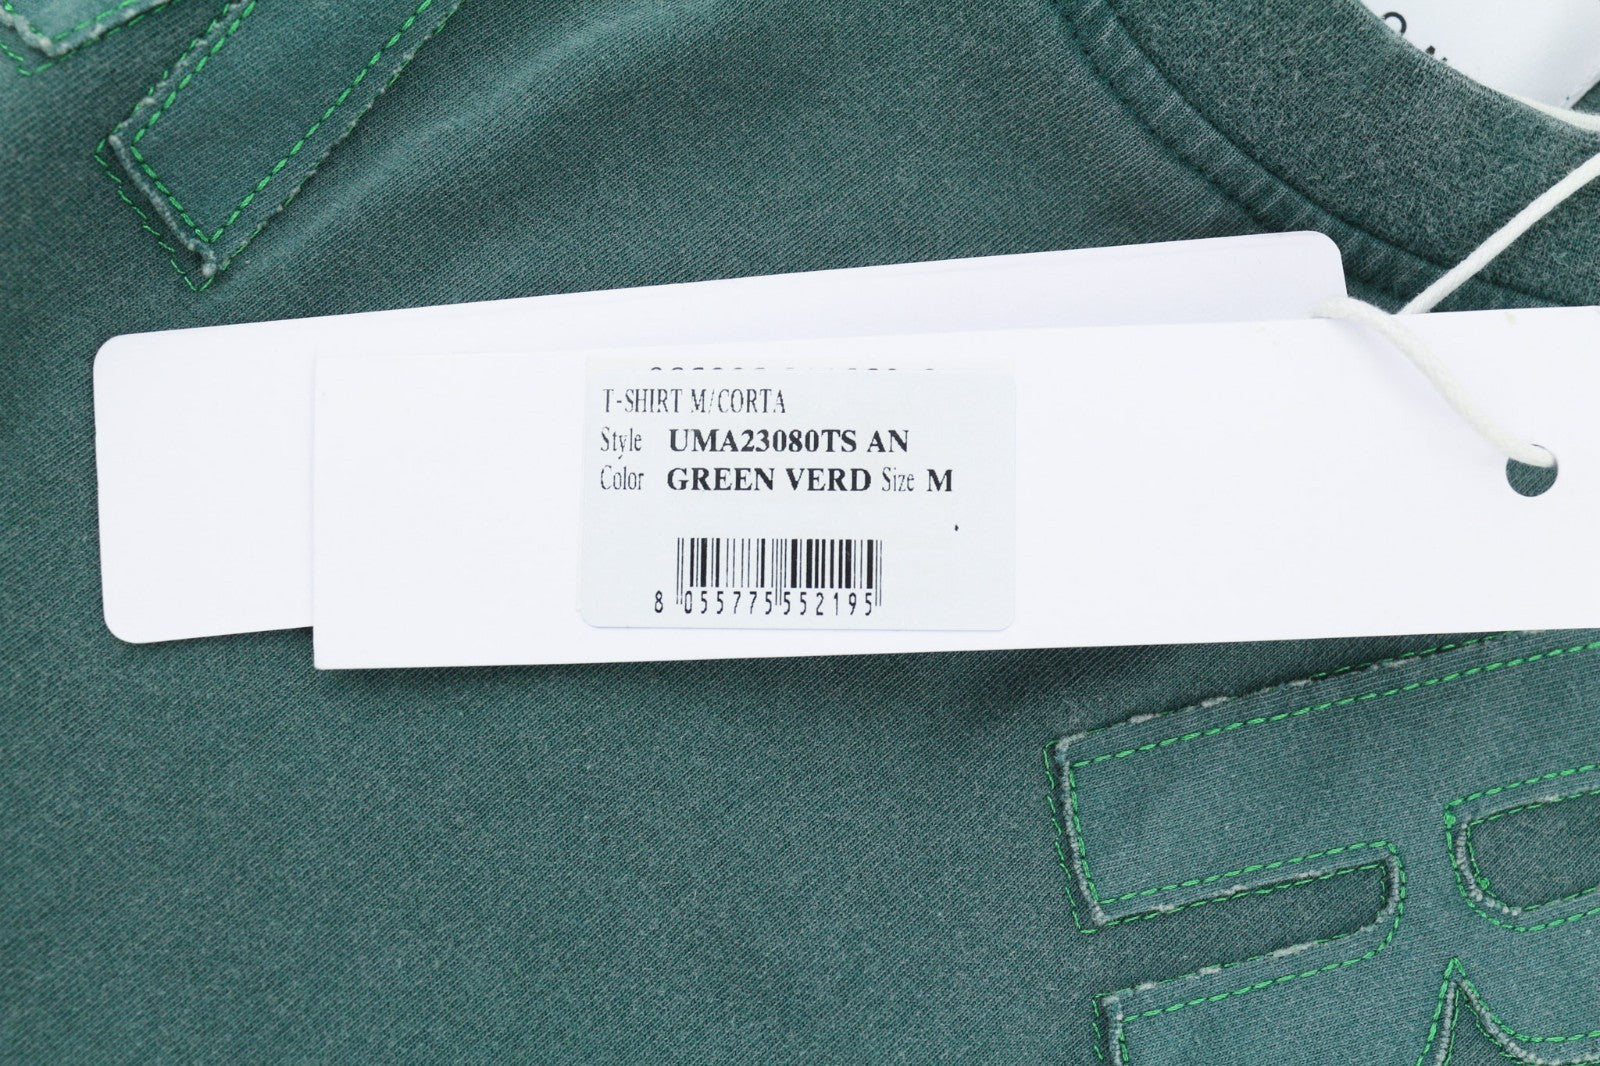 T-SHIRT M/CORTA
Style UMA23080TS AN
Color GREEN VERD Size M
8 055775 552195
R